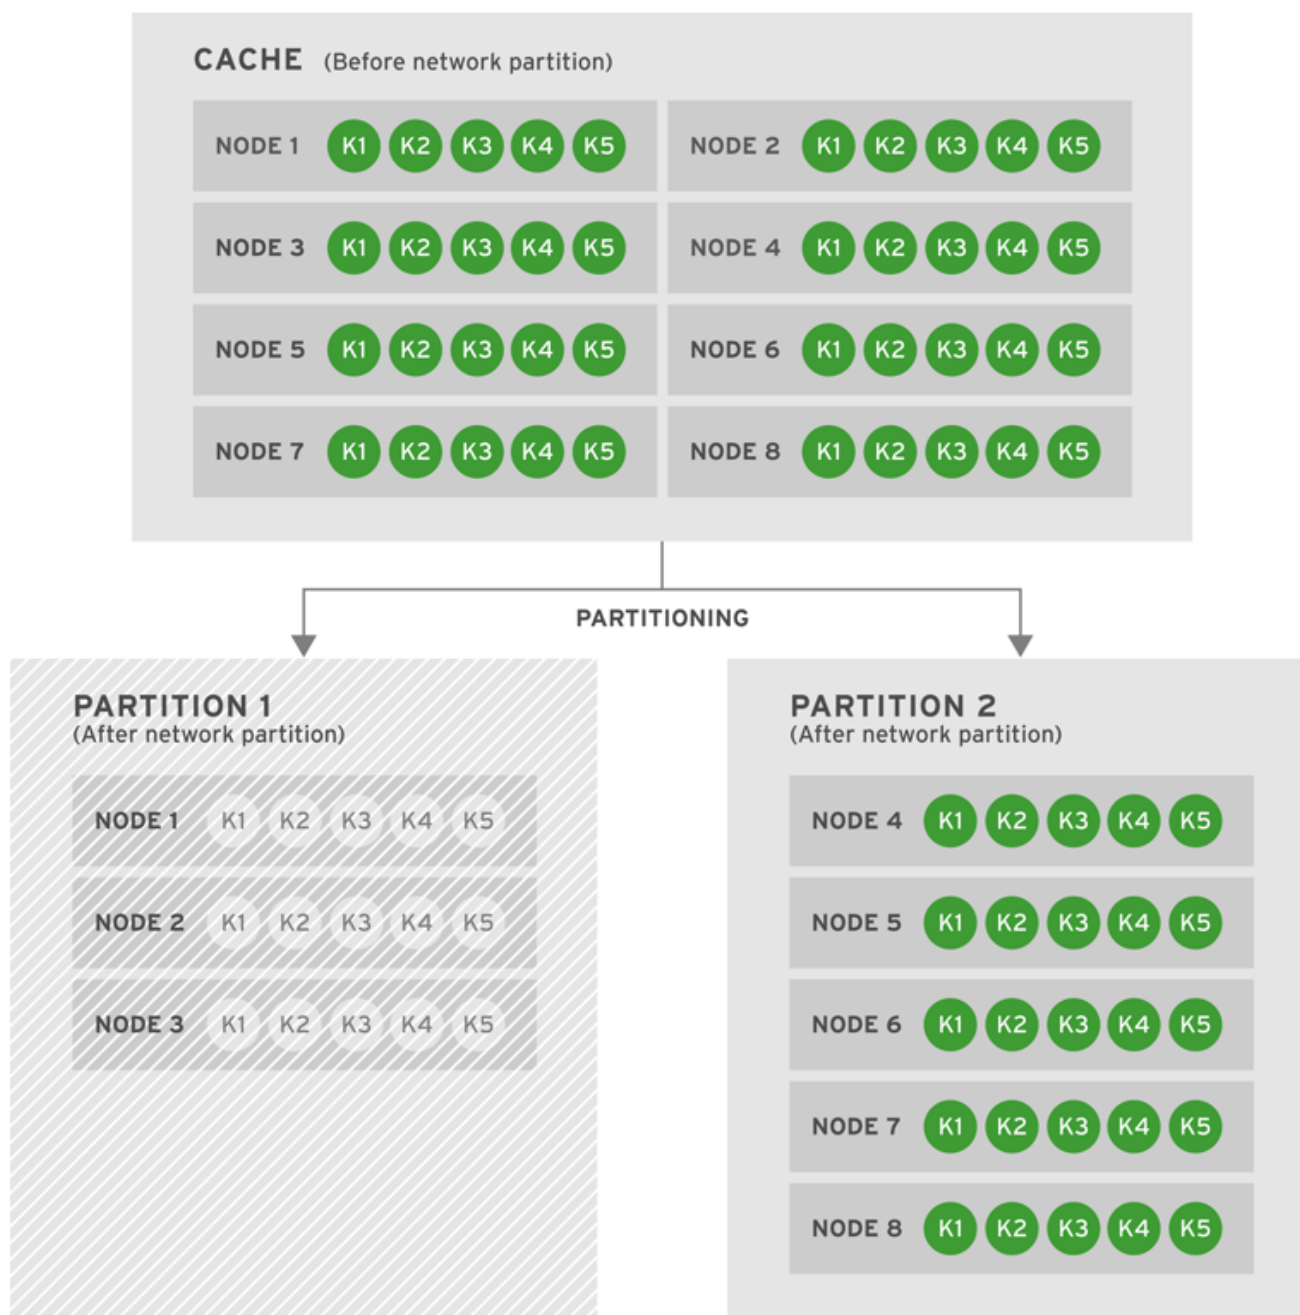 CACHE (Before network partition)
NODE 1 K1 K2 K3 K4 K5 NODE 2 K1 K2 K3 K4 K5
NODE 3 K1 K2 K3 K4 K5 NODE 4 K1 K2 K3 K4 K5
NODE 5 K1 K2 K3 K4 K5 NODE 6 K1 K2 K3 K4 K5
NODE 7 K1 K2 K3 K4 K5 NODE 8 K1 K2 K3 K4 K5
PARTITIONING
PARTITION 1
(After network partition)
NODE 1 K1 K2 K3 K4 K5
NODE 2 K1 K2 K3 K4 K5
NODE 3 K1 K2 K3 K4 K5
PARTITION 2
(After network partition)
NODE 4 K1 K2 K3 K4 K5
NODE 5 K1 K2 K3 K4 K5
NODE 6 K1 K2 K3 K4 K5
NODE 7 K1 K2 K3 K4 K5
NODE 8 K1 K2 K3 K4 K5